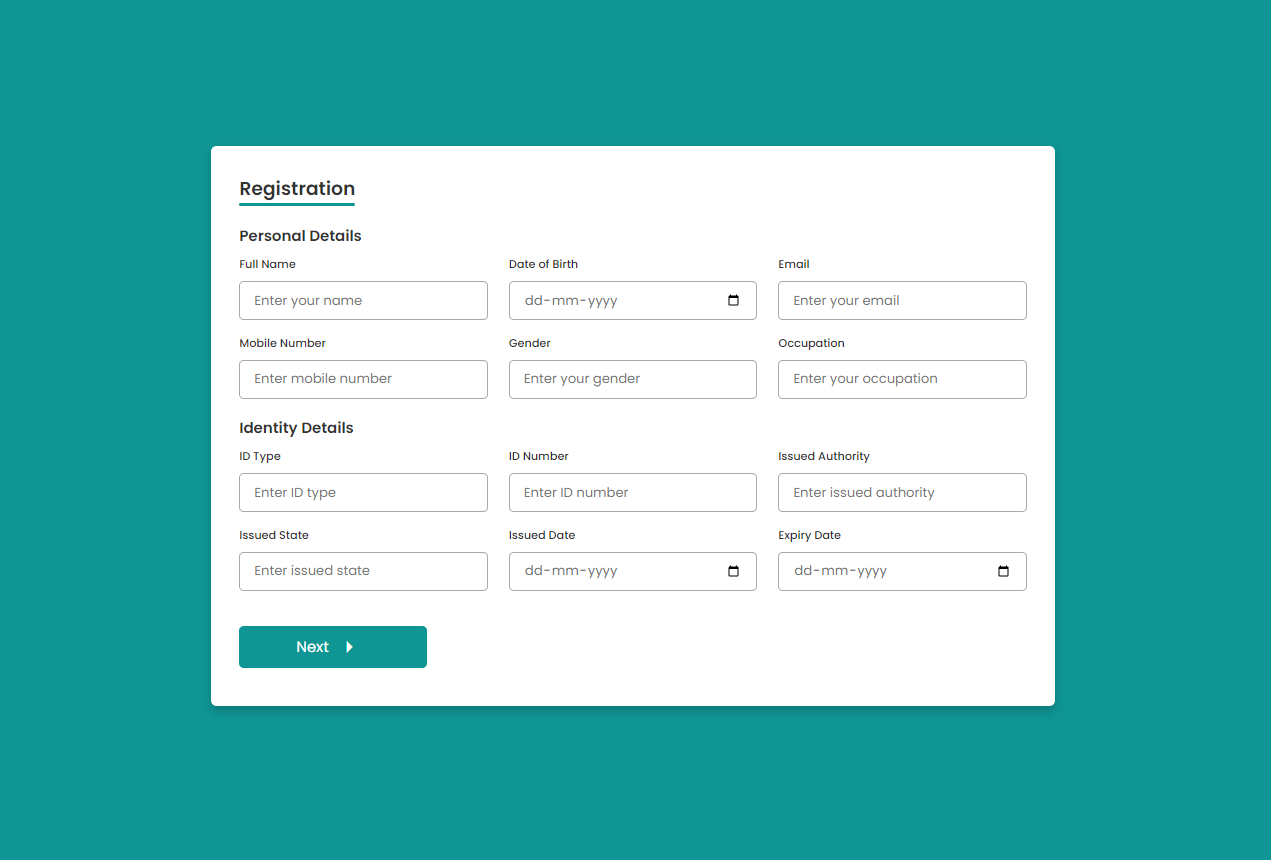 Registration
Personal Details
Full Name Date of Birth Email
Enter your name dd-mm-yyyy Enter your email
Mobile Number Gender Occupation
Enter mobile number Enter your gender Enter your occupation
Identity Details
ID Type ID Number Issued Authority
Enter ID type Enter ID number Enter issued authority
Issued State Issued Date Expiry Date
Enter issued state dd-mm-yyyy dd-mm-yyyy
Next